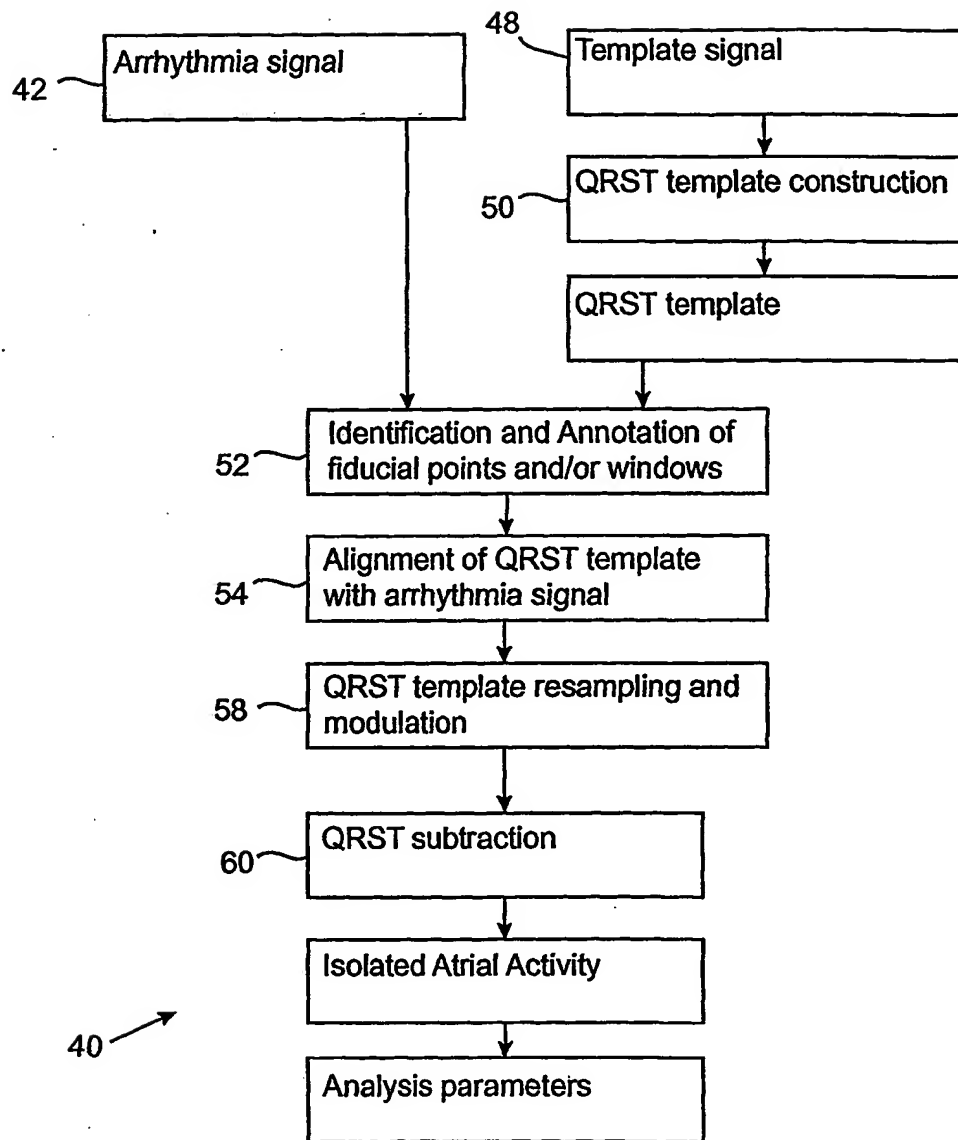 42
Arrhythmia signal
48
Template signal
50
QRST template construction
QRST template
52
Identification and Annotation of
fiducial points and/or windows
54
Alignment of QRST template
with arrhythmia signal
58
QRST template resampling and
modulation
60
QRST subtraction
Isolated Atrial Activity
40
Analysis parameters